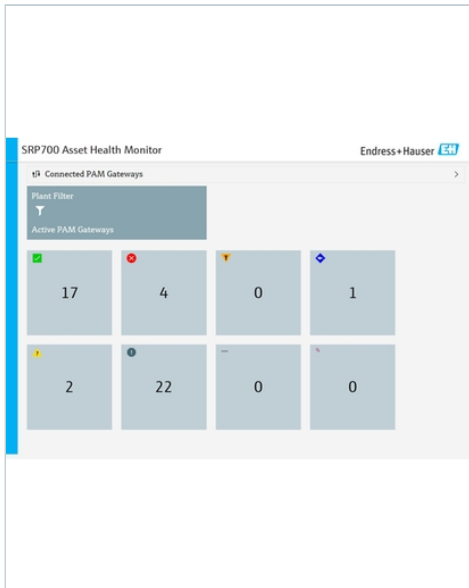 SRP700 Asset Health Monitor
Endress+Hauser EH
Connected PAM Gateways
Plant Filter
Active PAM Gateways
17
4
0
1
2
22
0
0